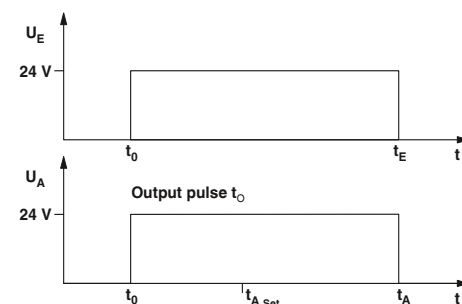 U_E
24 V
t_0
t_E
t
U_A
Output pulse t_O
24 V
t_0
t_A Set
t_A
t